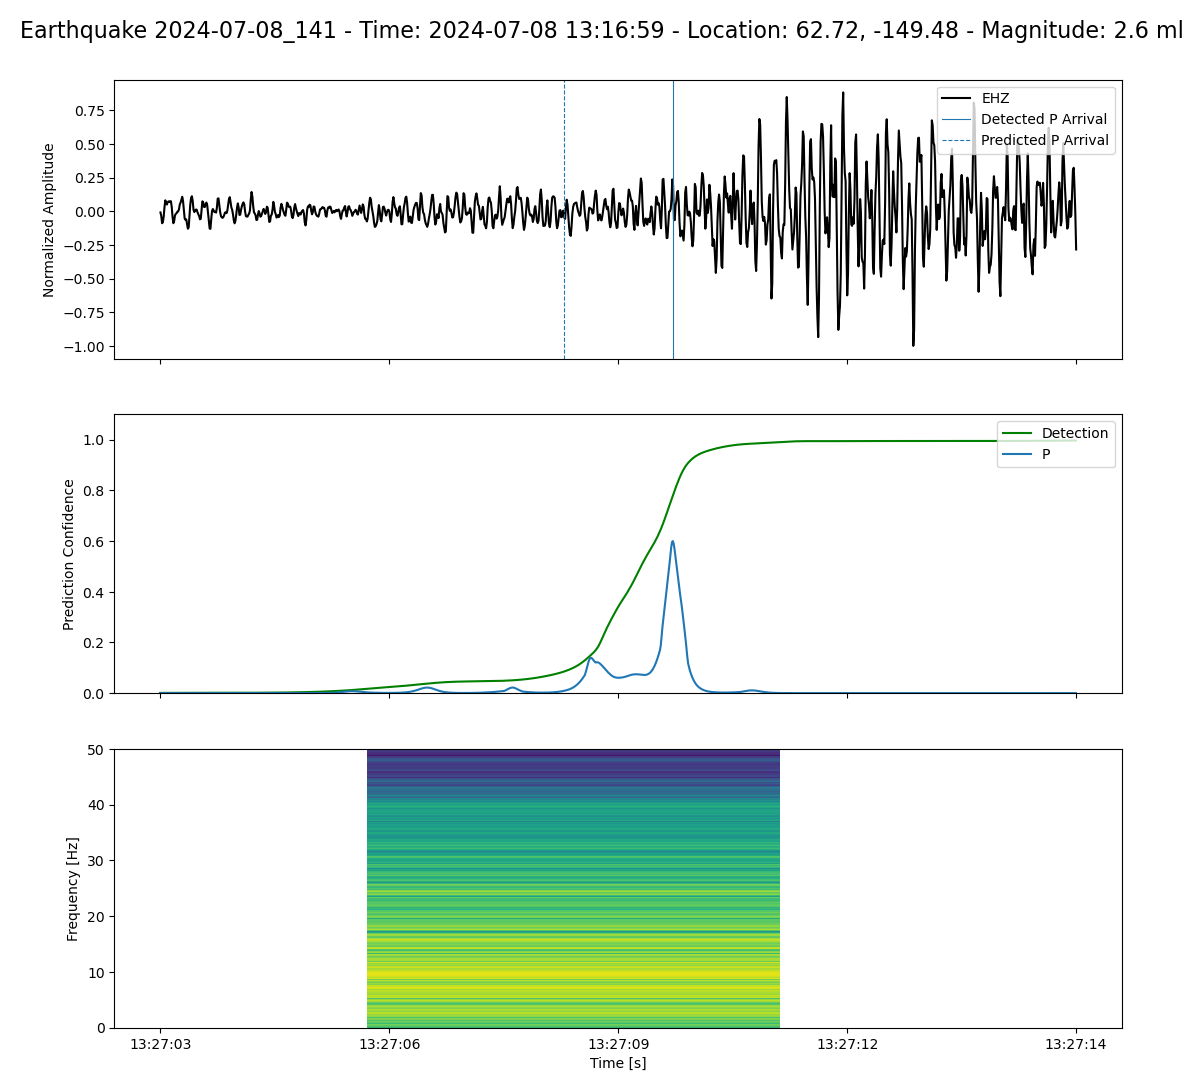 Earthquake 2024-07-08_141 - Time: 2024-07-08 13:16:59 - Location: 62.72, -149.48 - Magnitude: 2.6 ml
Normalized Amplitude
0.75
0.50
0.25
0.00
−0.25
−0.50
−0.75
−1.00
EHZ
Detected P Arrival
Predicted P Arrival
Prediction Confidence
1.0
0.8
0.6
0.4
0.2
0.0
Detection
P
Frequency [Hz]
50
40
30
20
10
0
13:27:03
13:27:06
13:27:09
13:27:12
13:27:14
Time [s]